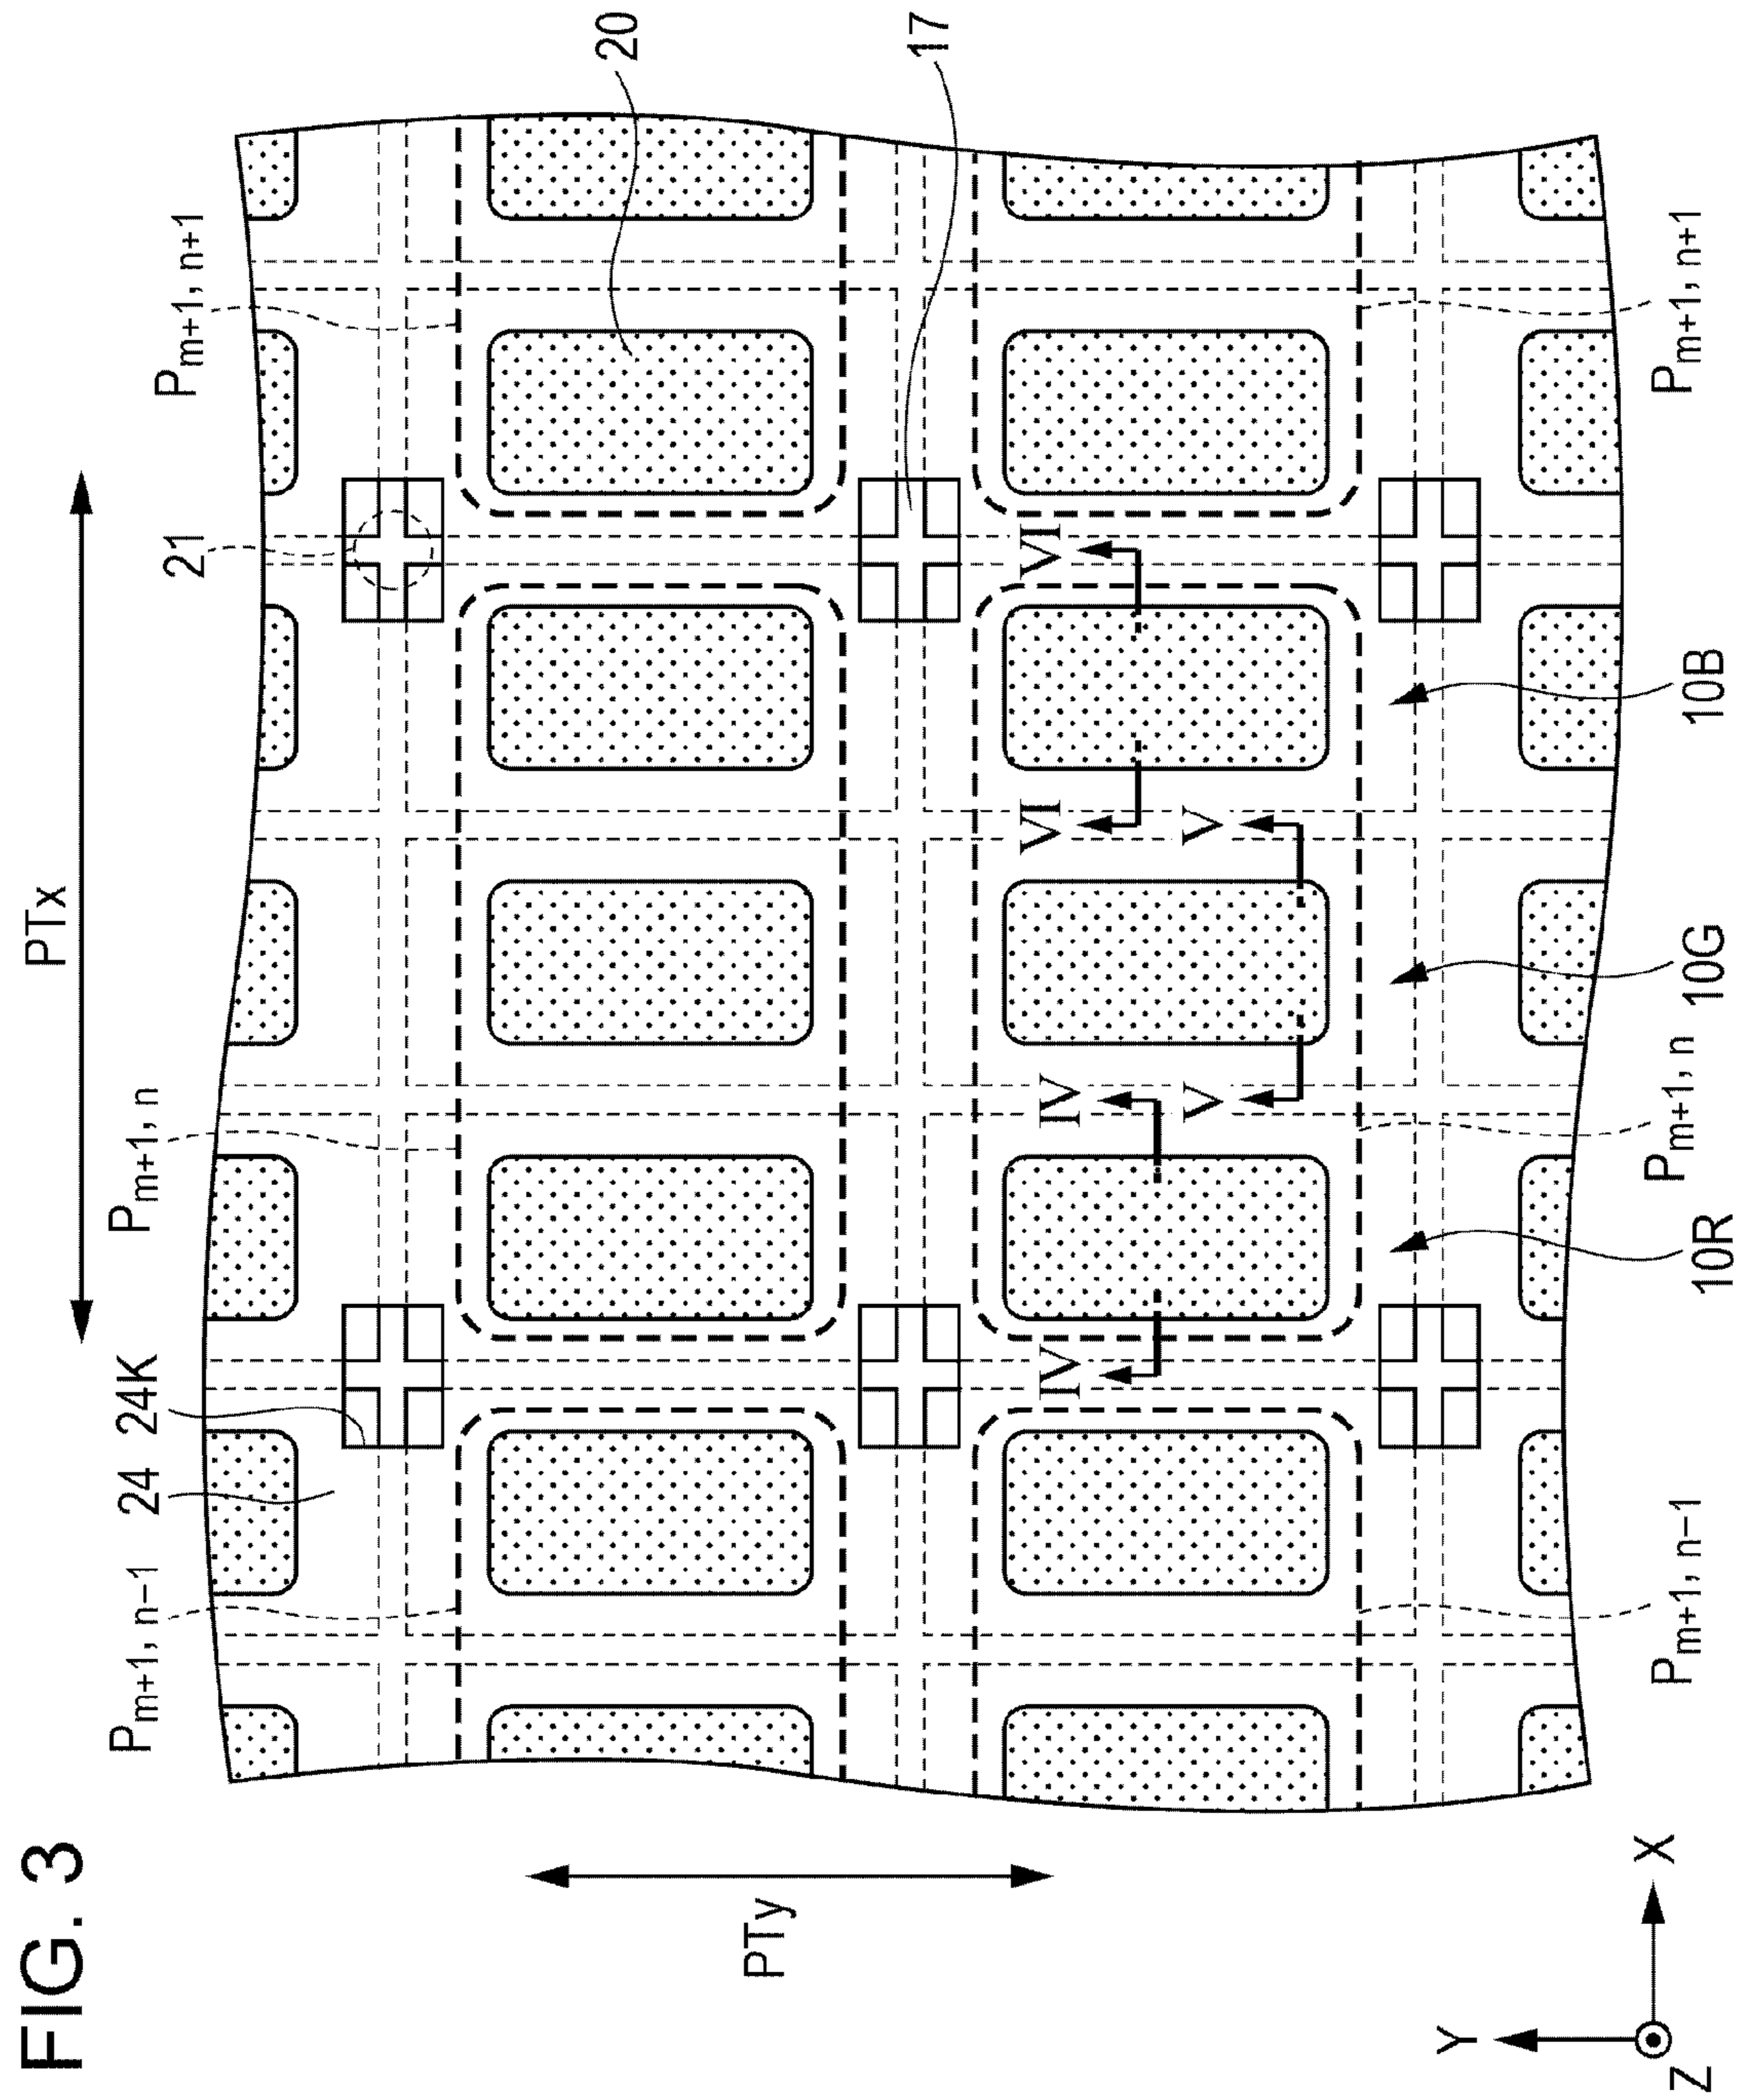 FIG. 3
PTx
Pm+1, n−1
24
24K
Pm+1, n
21
Pm+1, n+1
20
PTy
17
IV
IV
VI
VI
V
V
Pm+1, n−1
10R
Pm+1, n
10G
10B
Pm+1, n+1
Y
X
Z